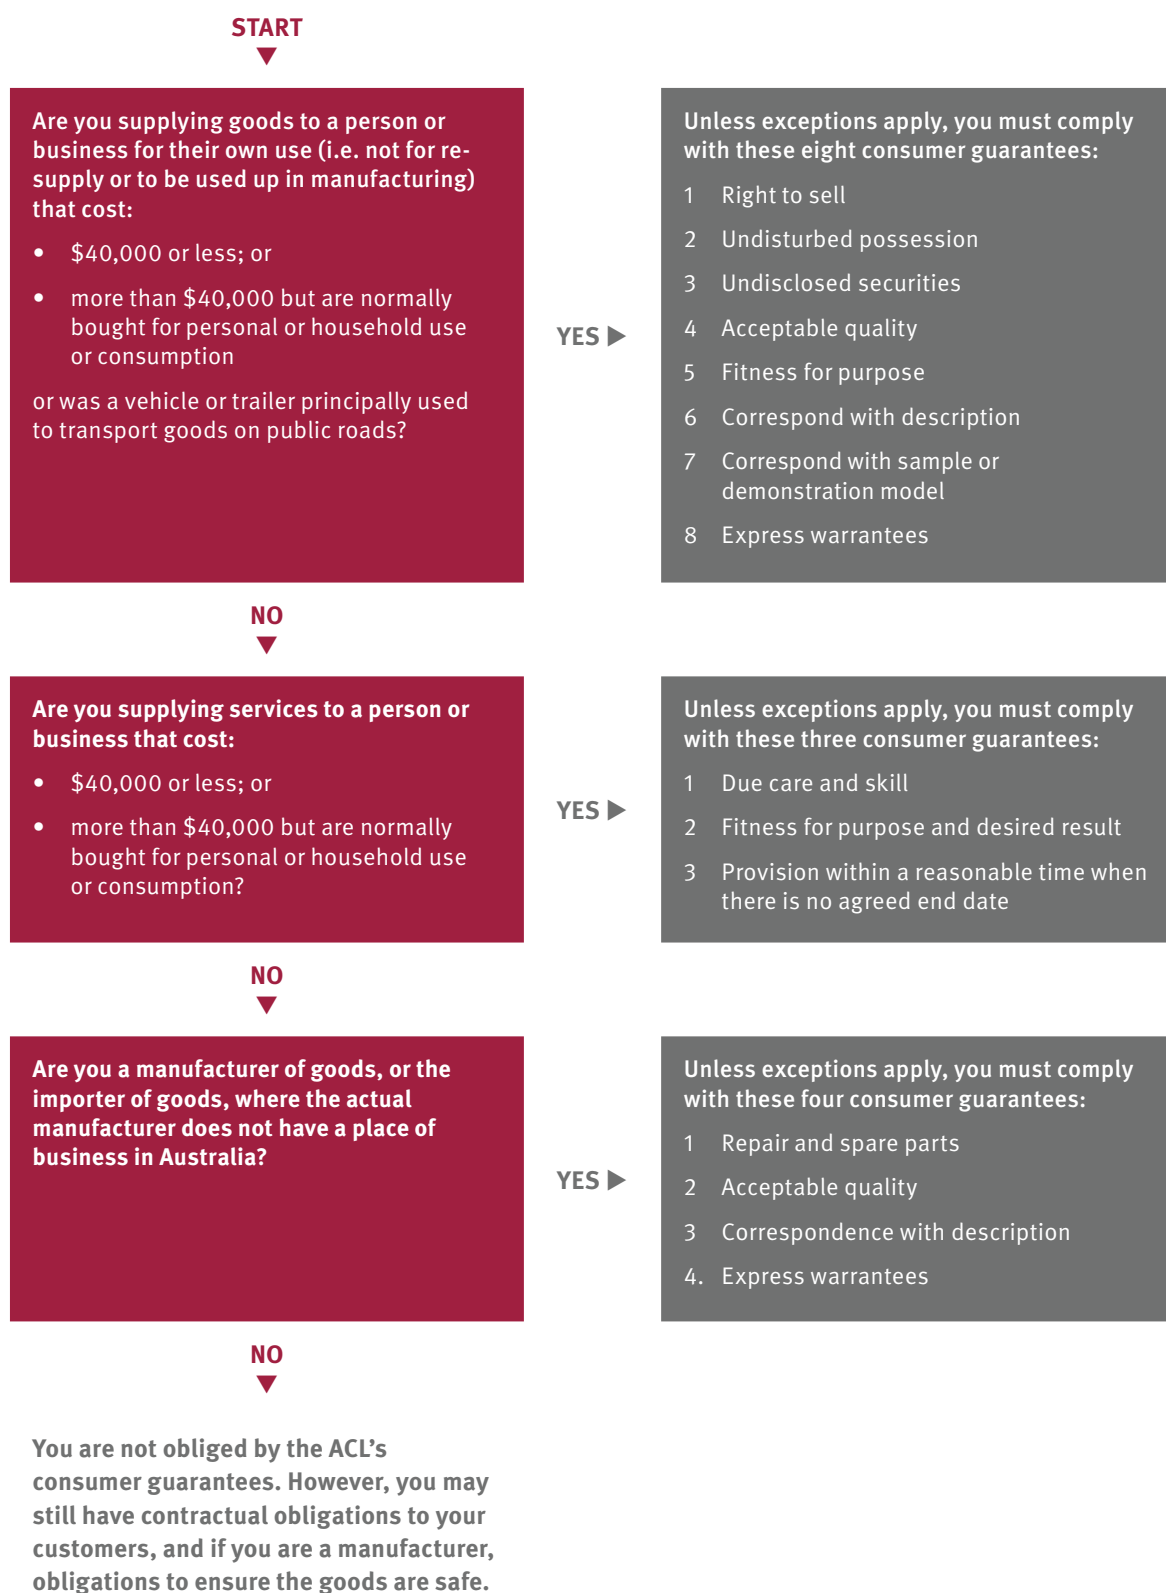 START
Are you supplying goods to a person or
business for their own use (i.e. not for re-
supply or to be used up in manufacturing)
that cost:
• $40,000 or less; or
• more than $40,000 but are normally
bought for personal or household use
or consumption
or was a vehicle or trailer principally used
to transport goods on public roads?
YES
Unless exceptions apply, you must comply
with these eight consumer guarantees:
1 Right to sell
2 Undisturbed possession
3 Undisclosed securities
4 Acceptable quality
5 Fitness for purpose
6 Correspond with description
7 Correspond with sample or
demonstration model
8 Express warrantees
NO
Are you supplying services to a person or
business that cost:
• $40,000 or less; or
• more than $40,000 but are normally
bought for personal or household use
or consumption?
YES
Unless exceptions apply, you must comply
with these three consumer guarantees:
1 Due care and skill
2 Fitness for purpose and desired result
3 Provision within a reasonable time when
there is no agreed end date
NO
Are you a manufacturer of goods, or the
importer of goods, where the actual
manufacturer does not have a place of
business in Australia?
YES
Unless exceptions apply, you must comply
with these four consumer guarantees:
1 Repair and spare parts
2 Acceptable quality
3 Correspondence with description
4. Express warrantees
NO
You are not obliged by the ACL’s
consumer guarantees. However, you may
still have contractual obligations to your
customers, and if you are a manufacturer,
obligations to ensure the goods are safe.